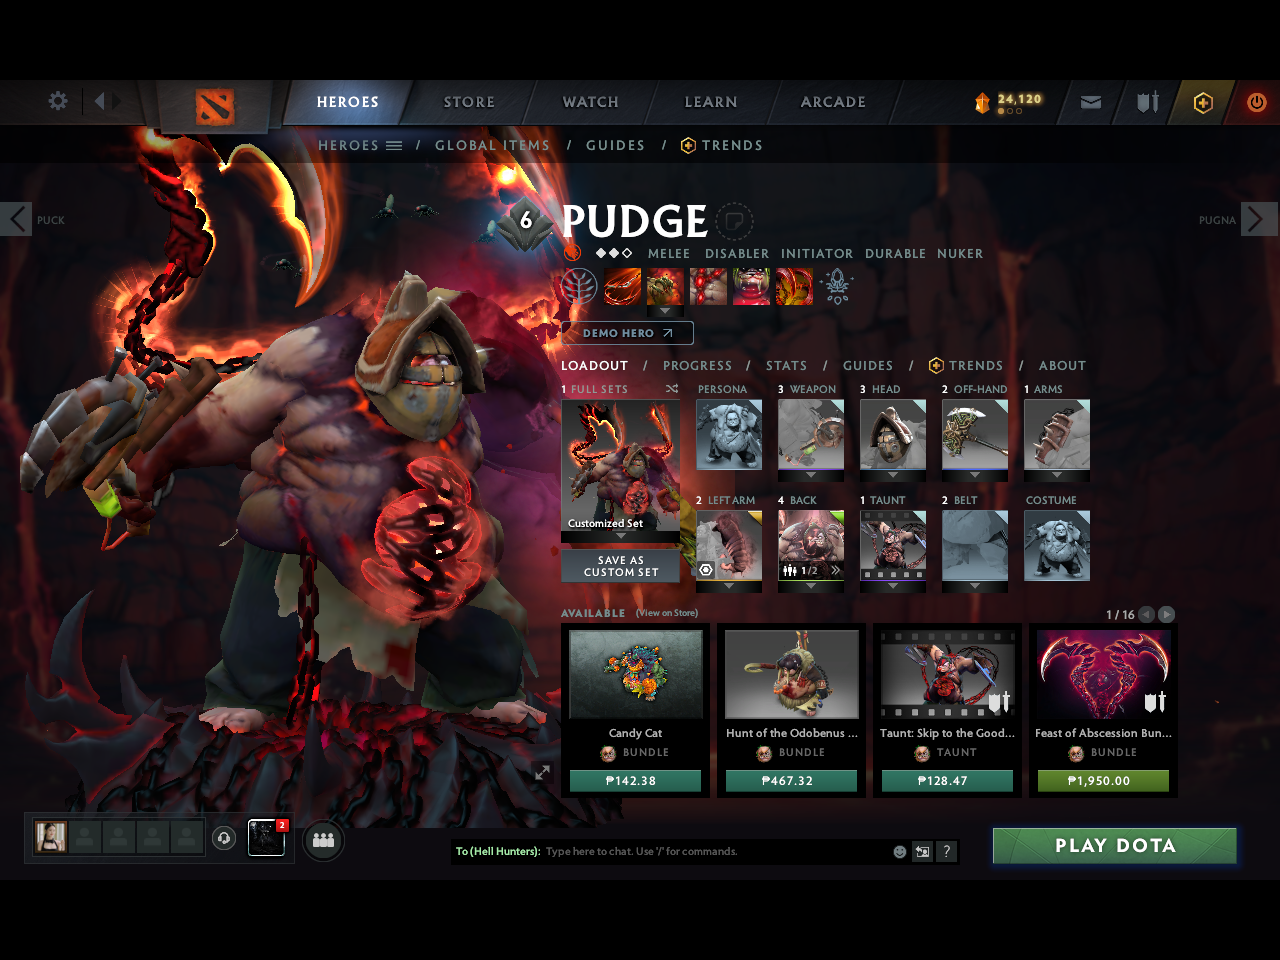 HEROES
STORE
WATCH
LEARN
ARCADE
24,120
HEROES / GLOBAL ITEMS / GUIDES / TRENDS
PUCK
6
PUDGE
PUGNA
MELEE DISABLER INITIATOR DURABLE NUKER
DEMO HERO
LOADOUT / PROGRESS / STATS / GUIDES / TRENDS / ABOUT
1 FULL SETS
PERSONA
3 WEAPON
3 HEAD
2 OFF-HAND
1 ARMS
Customized Set
2 LEFT ARM
4 BACK
1 TAUNT
2 BELT
COSTUME
1/2
SAVE AS
CUSTOM SET
AVAILABLE (View on Store)
1 / 16
Candy Cat
BUNDLE
₱142.38
Hunt of the Odobenus ...
BUNDLE
₱467.32
Taunt: Skip to the Good...
TAUNT
₱128.47
Feast of Abscession Bun...
BUNDLE
₱1,950.00
2
To (Hell Hunters): Type here to chat. Use '/' for commands.
?
PLAY DOTA